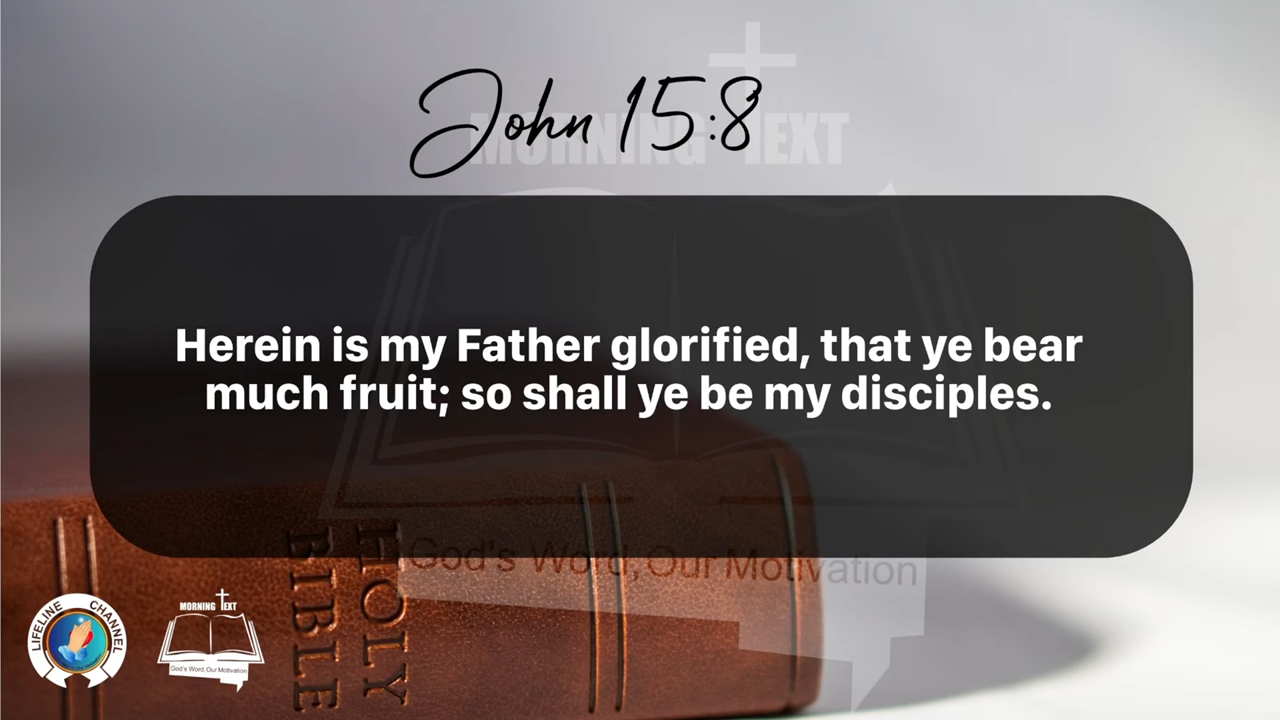 John 15:8
MORNING TEXT
Herein is my Father glorified, that ye bear
much fruit; so shall ye be my disciples.
God's Word, Our Motivation
HOLY
BIBLE
LIFELINE CHANNEL
MORNING TEXT
God's Word, Our Motivation